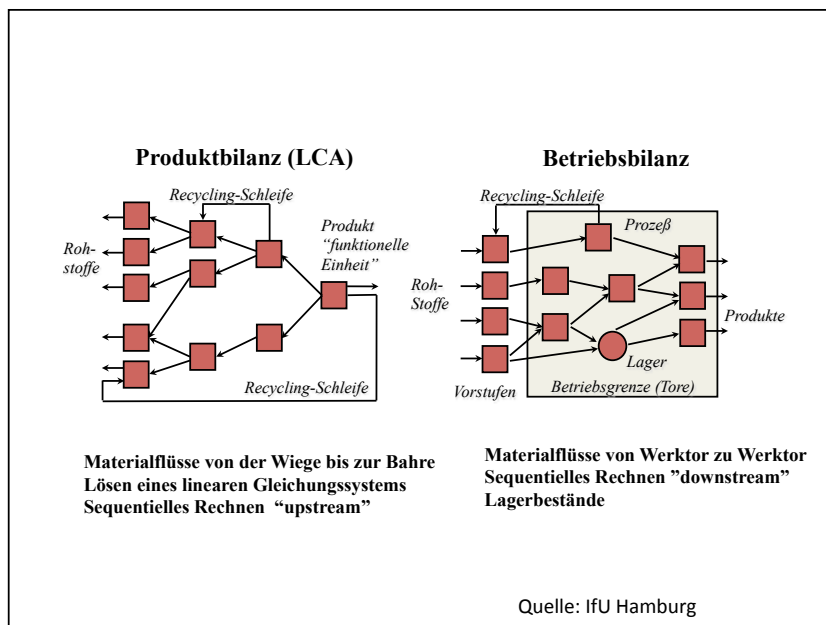 Produktbilanz (LCA)
Recycling-Schleife
Produkt
“funktionelle
Einheit”
Roh-
stoffe
Recycling-Schleife
Materialflüsse von der Wiege bis zur Bahre
Lösen eines linearen Gleichungssystems
Sequentielles Rechnen “upstream”
Betriebsbilanz
Recycling-Schleife
Prozeß
Roh-
Stoffe
Produkte
Lager
Vorstufen
Betriebsgrenze (Tore)
Materialflüsse von Werktor zu Werktor
Sequentielles Rechnen ”downstream”
Lagerbestände
Quelle: IfU Hamburg